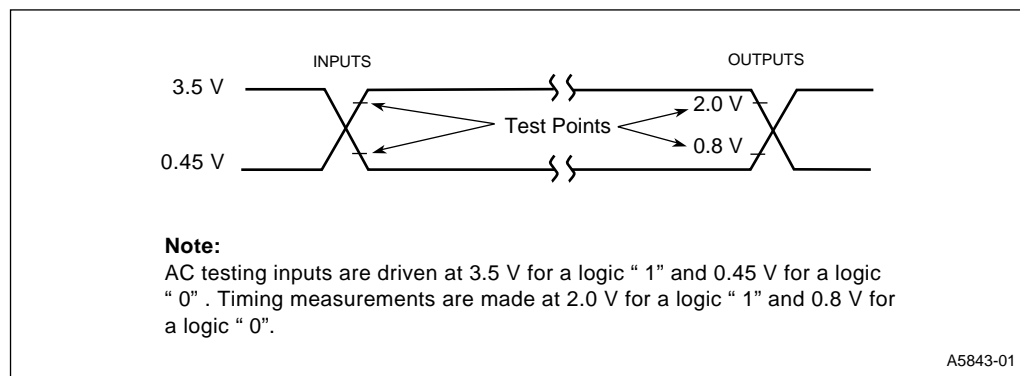 INPUTS
OUTPUTS
3.5 V
2.0 V
Test Points
0.8 V
0.45 V
Note:
AC testing inputs are driven at 3.5 V for a logic “ 1” and 0.45 V for a logic
“ 0” . Timing measurements are made at 2.0 V for a logic “ 1” and 0.8 V for
a logic “ 0”.
A5843-01